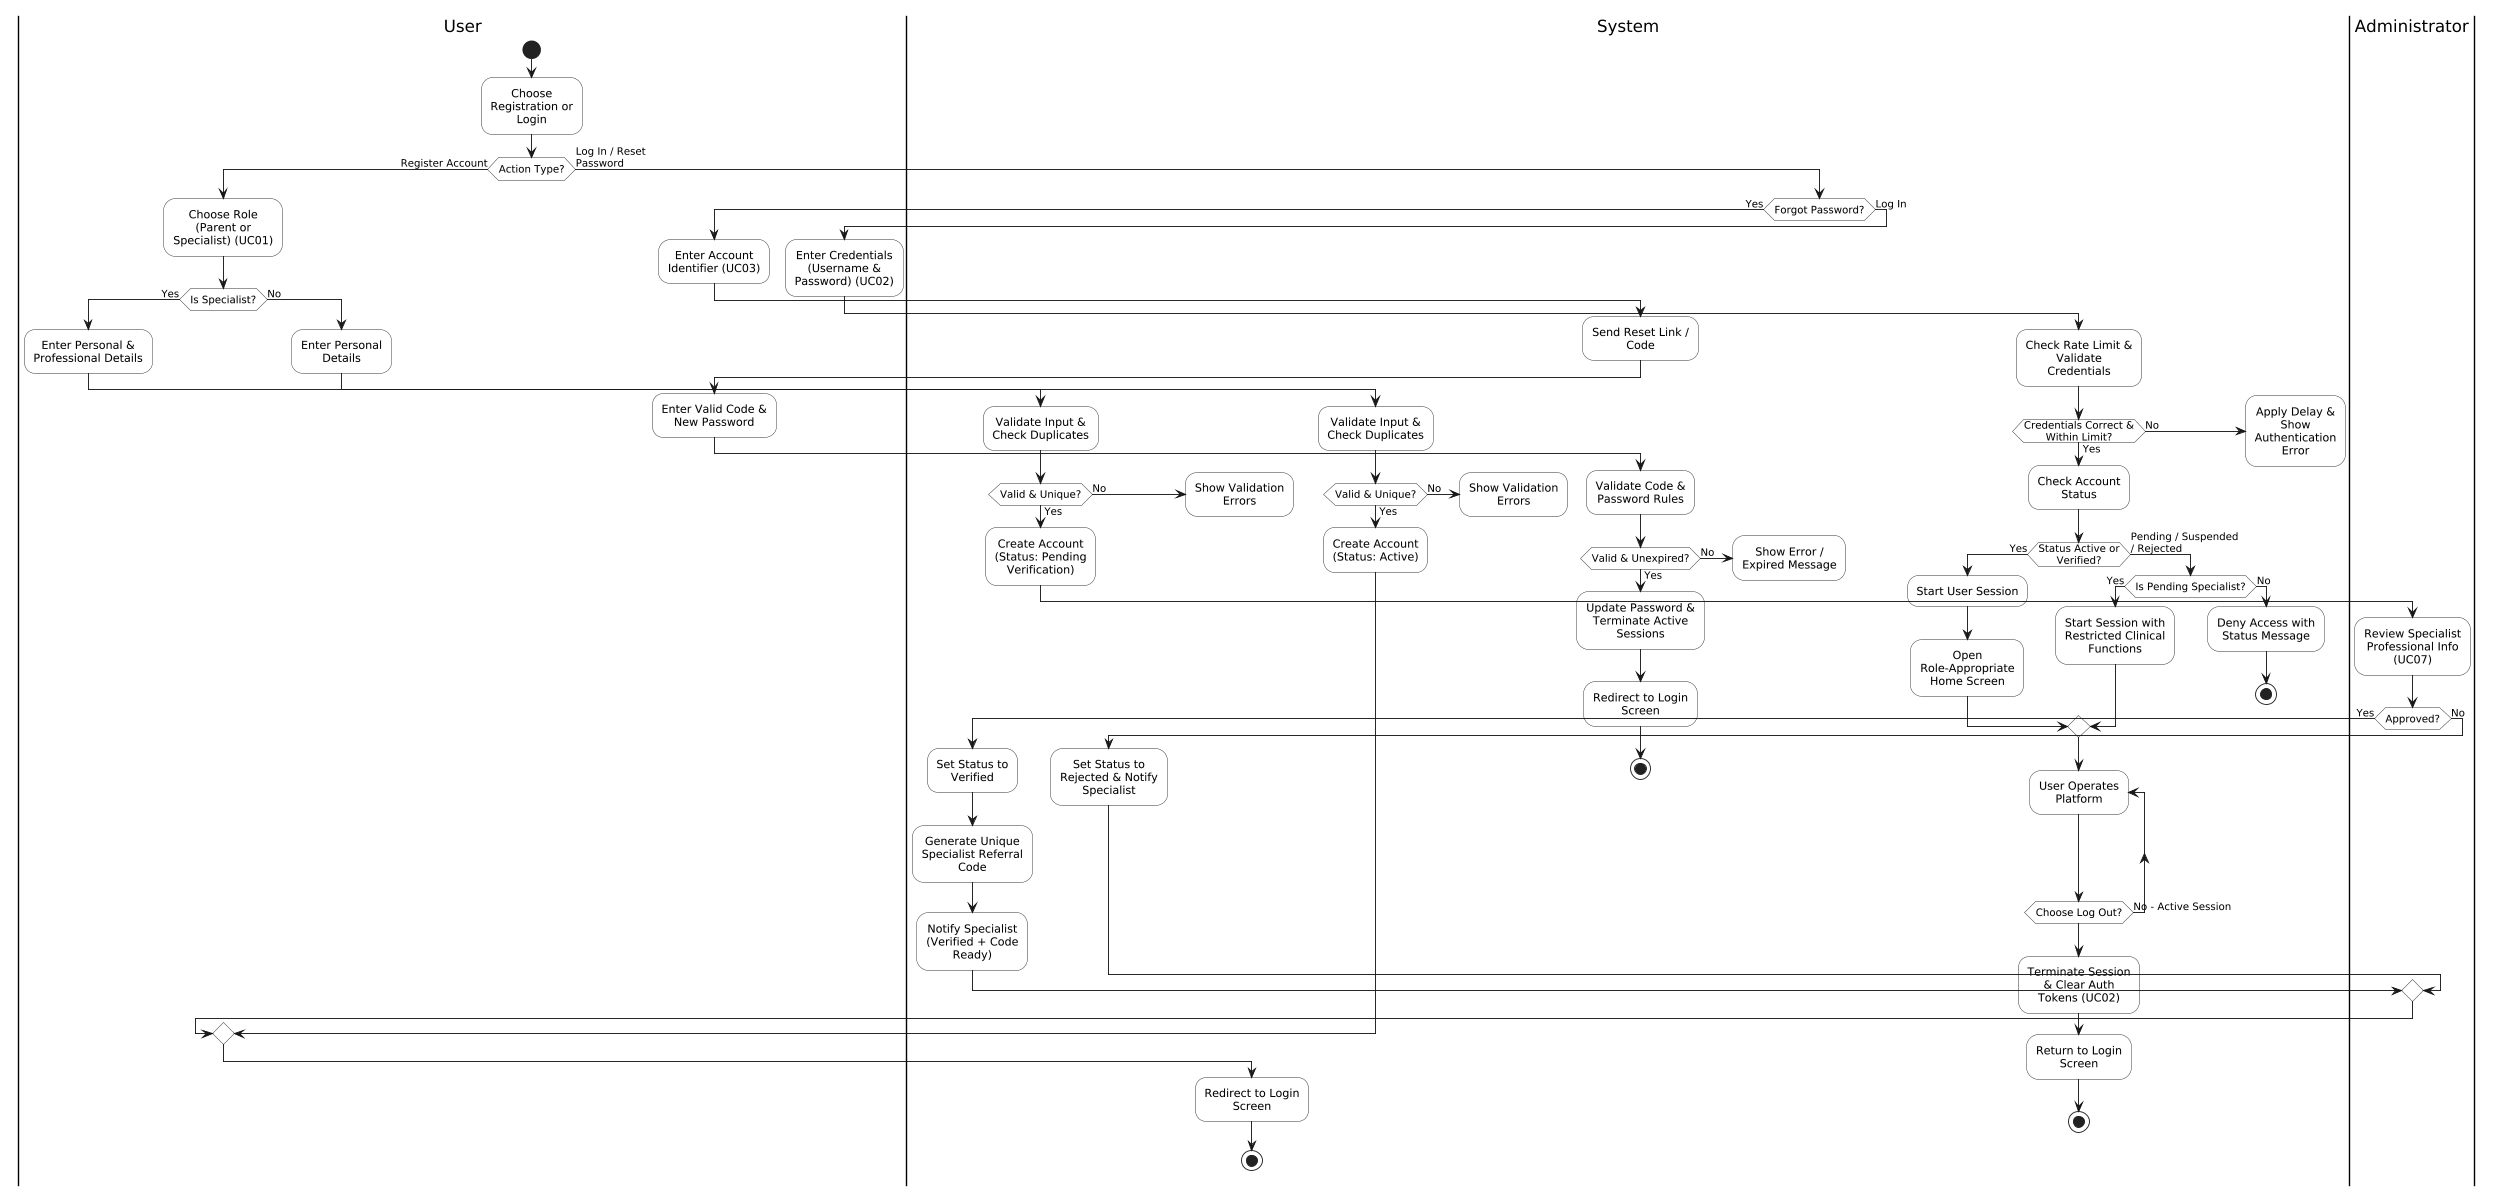 User
System
Administrator
Choose
Registration or
Login
Register Account
Action Type?
Log In / Reset
Password
Choose Role
(Parent or
Specialist) (UC01)
Yes
Forgot Password?
Log In
Enter Account
Identifier (UC03)
Enter Credentials
(Username &
Password) (UC02)
Yes
Is Specialist?
No
Enter Personal &
Professional Details
Enter Personal
Details
Send Reset Link /
Code
Check Rate Limit &
Validate
Credentials
Enter Valid Code &
New Password
Validate Input &
Check Duplicates
Validate Input &
Check Duplicates
Credentials Correct &
Within Limit?
No
Yes
Apply Delay &
Show
Authentication
Error
Valid & Unique?
No
Yes
Show Validation
Errors
Valid & Unique?
No
Yes
Show Validation
Errors
Validate Code &
Password Rules
Check Account
Status
Create Account
(Status: Pending
Verification)
Create Account
(Status: Active)
Valid & Unexpired?
No
Yes
Show Error /
Expired Message
Yes
Status Active or
Verified?
Pending / Suspended
/ Rejected
Start User Session
Yes
Is Pending Specialist?
No
Update Password &
Terminate Active
Sessions
Open
Role-Appropriate
Home Screen
Start Session with
Restricted Clinical
Functions
Deny Access with
Status Message
Review Specialist
Professional Info
(UC07)
Redirect to Login
Screen
Yes
Approved?
No
Set Status to
Verified
Set Status to
Rejected & Notify
Specialist
User Operates
Platform
Generate Unique
Specialist Referral
Code
Notify Specialist
(Verified + Code
Ready)
Choose Log Out?
No - Active Session
Terminate Session
& Clear Auth
Tokens (UC02)
Return to Login
Screen
Redirect to Login
Screen